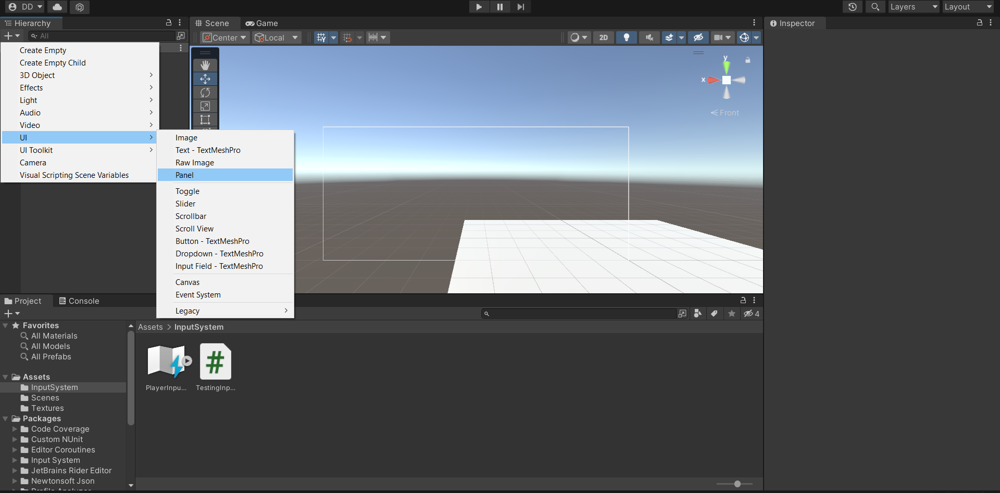 DD
Layers
Layout
Hierarchy
All
Create Empty
Create Empty Child
3D Object
Effects
Light
Audio
Video
UI
UI Toolkit
Camera
Visual Scripting Scene Variables
Image
Text - TextMeshPro
Raw Image
Panel
Toggle
Slider
Scrollbar
Scroll View
Button - TextMeshPro
Dropdown - TextMeshPro
Input Field - TextMeshPro
Canvas
Event System
Legacy
Scene
Game
Center
Local
2D
y
x
Front
Inspector
Project
Console
4
Favorites
All Materials
All Models
All Prefabs
Assets
InputSystem
Scenes
Textures
Packages
Code Coverage
Custom NUnit
Editor Coroutines
Input System
JetBrains Rider Editor
Newtonsoft Json
Assets > InputSystem
PlayerInpu...
TestingInp...